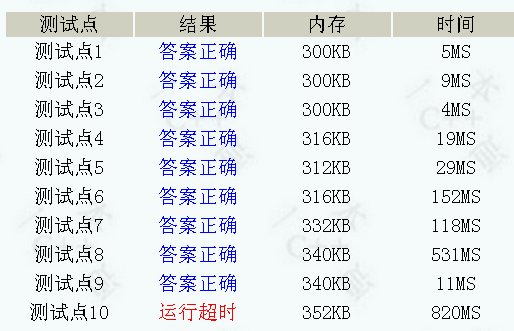 测试点 结果 内存 时间
测试点1 答案正确 300KB 5MS
测试点2 答案正确 300KB 9MS
测试点3 答案正确 300KB 4MS
测试点4 答案正确 316KB 19MS
测试点5 答案正确 312KB 29MS
测试点6 答案正确 316KB 152MS
测试点7 答案正确 332KB 118MS
测试点8 答案正确 340KB 531MS
测试点9 答案正确 340KB 11MS
测试点10 运行超时 352KB 820MS